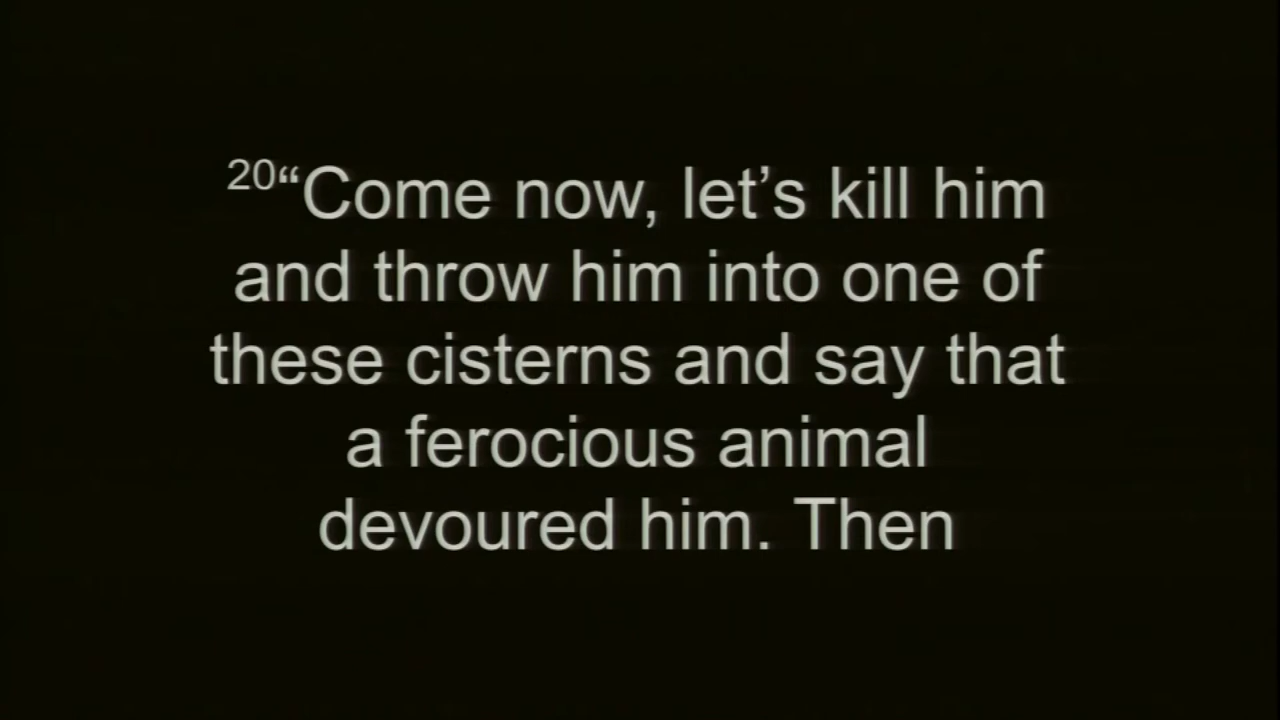 20“Come now, let’s kill him
and throw him into one of
these cisterns and say that
a ferocious animal
devoured him. Then